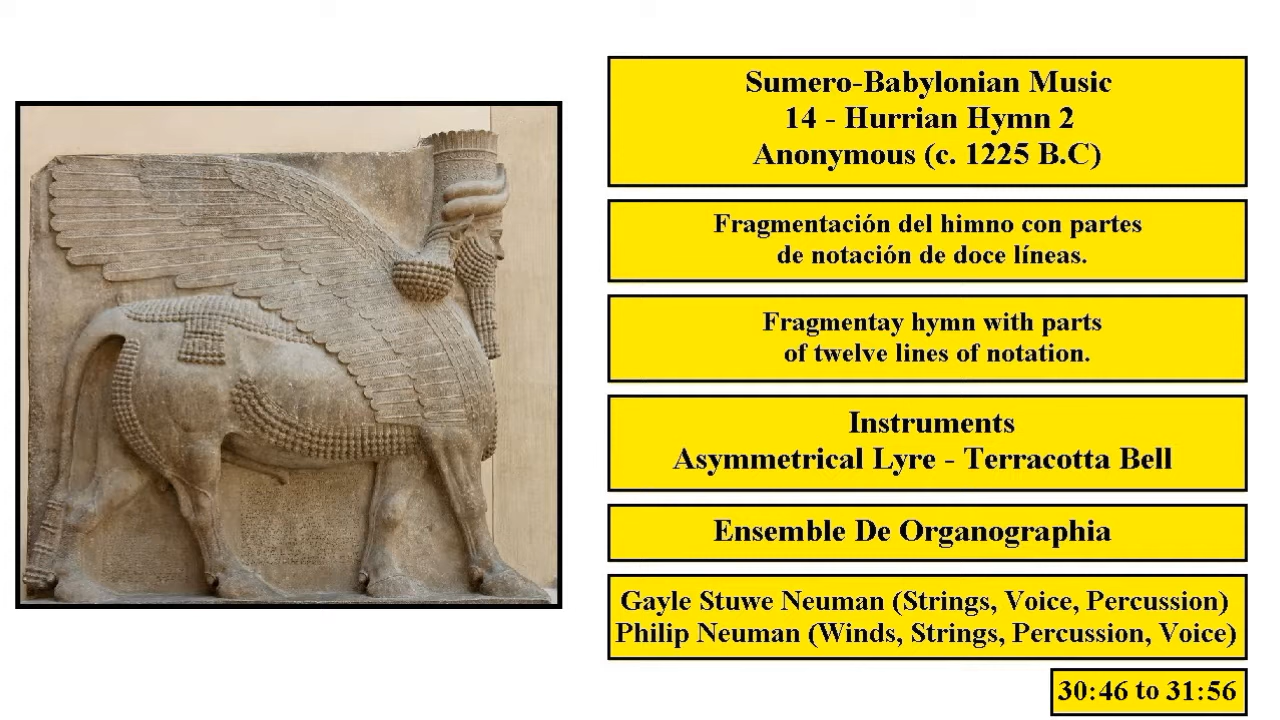 Sumero-Babylonian Music
14 - Hurrian Hymn 2
Anonymous (c. 1225 B.C)
Fragmentación del himno con partes
de notación de doce líneas.
Fragmentay hymn with parts
of twelve lines of notation.
Instruments
Asymmetrical Lyre - Terracotta Bell
Ensemble De Organographia
Gayle Stuwe Neuman (Strings, Voice, Percussion)
Philip Neuman (Winds, Strings, Percussion, Voice)
30:46 to 31:56